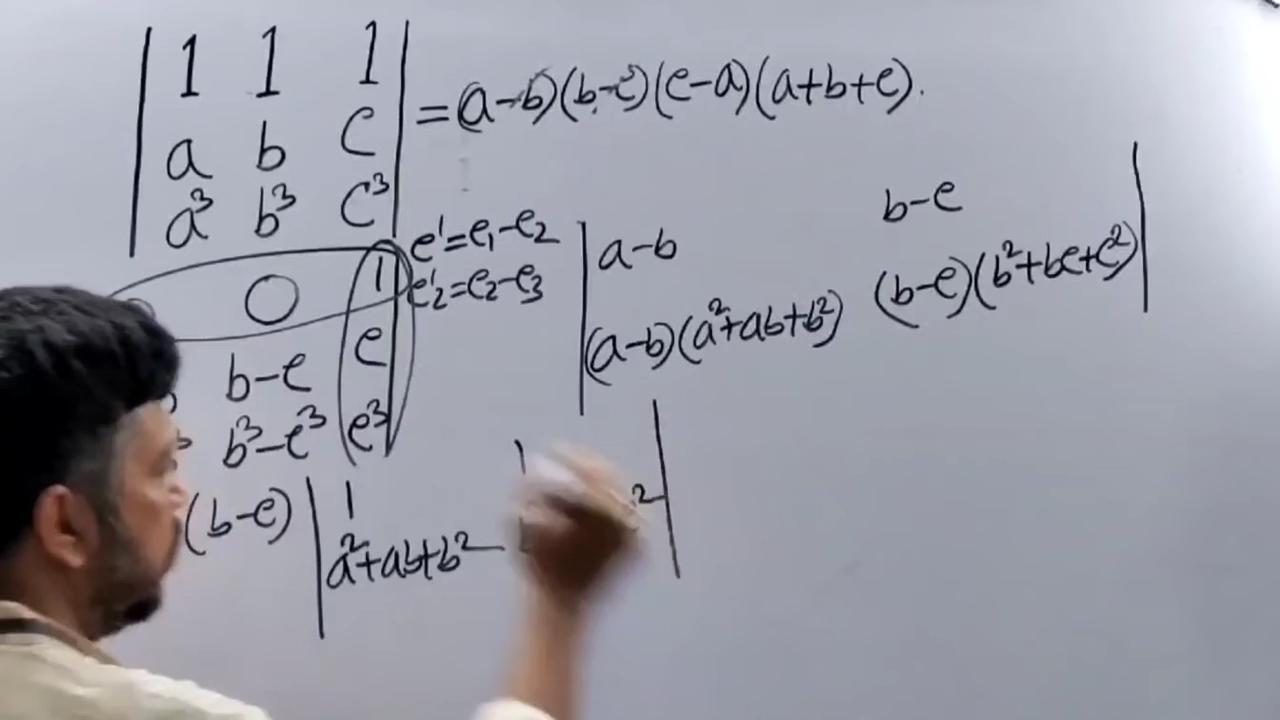 | 1 1 1 |
| a b c | = (a-b)(b-c)(c-a)(a+b+c).
| a³ b³ c³ |
c' = c₁-c₂
c'₂ = c₂-c₃
0 1
b-c c
b³-c³ c³
| a-b b-c |
| (a-b)(a²+ab+b²) (b-c)(b²+bc+c²) |
(b-c) | 1
a²+ab+b² ² |